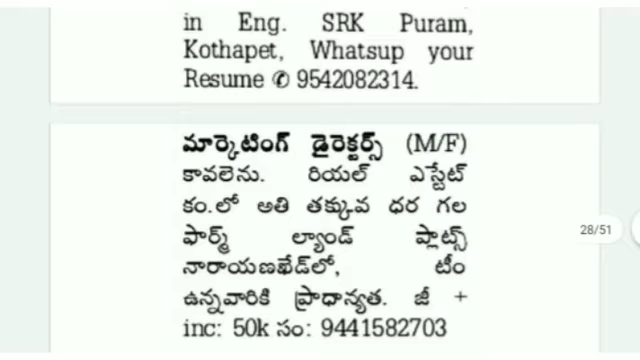 in Eng. SRK Puram,
Kothapet, Whatsup your
Resume ✆ 9542082314.
మార్కెటింగ్ డైరెక్టర్స్ (M/F)
కావలెను. రియల్ ఎస్టేట్
కం.లో అతి తక్కువ ధర గల
ఫార్మ్ ల్యాండ్ ప్లాట్స్
నారాయణఖేడ్‌లో, టీం
ఉన్నవారికి ప్రాధాన్యత. జీ +
inc: 50k సం: 9441582703
28/51